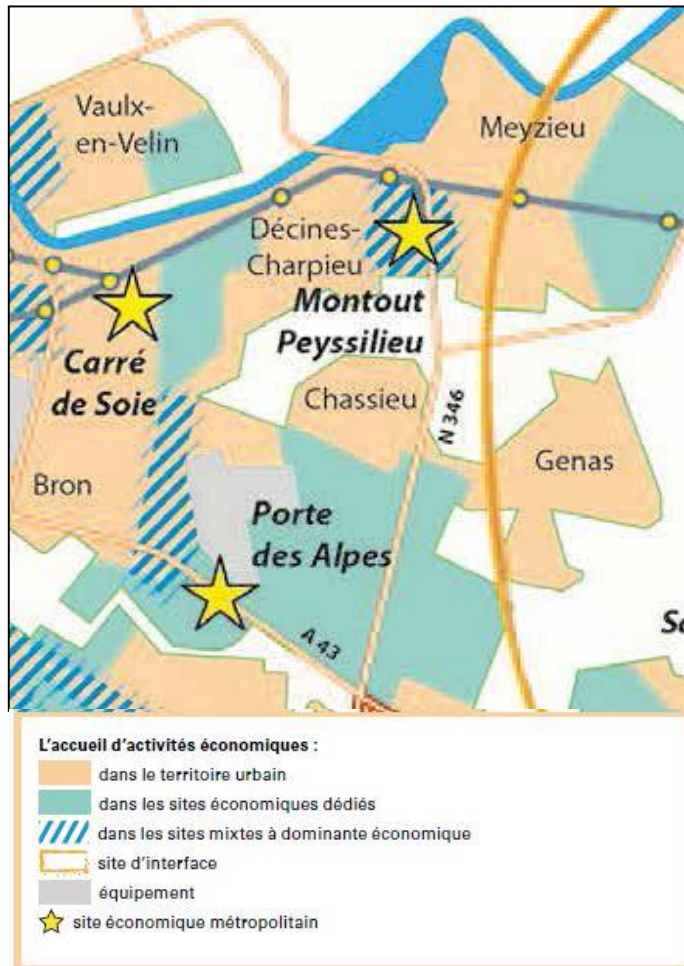 Vaulx-
en-Velin
Meyzieu
Décines-
Charpieu
Montout
Peyssilieu
Carré
de Soie
Chassieu
N 346
Genas
Bron
Porte
des Alpes
A 43
L'accueil d'activités économiques :
dans le territoire urbain
dans les sites économiques dédiés
dans les sites mixtes à dominante économique
site d'interface
équipement
site économique métropolitain